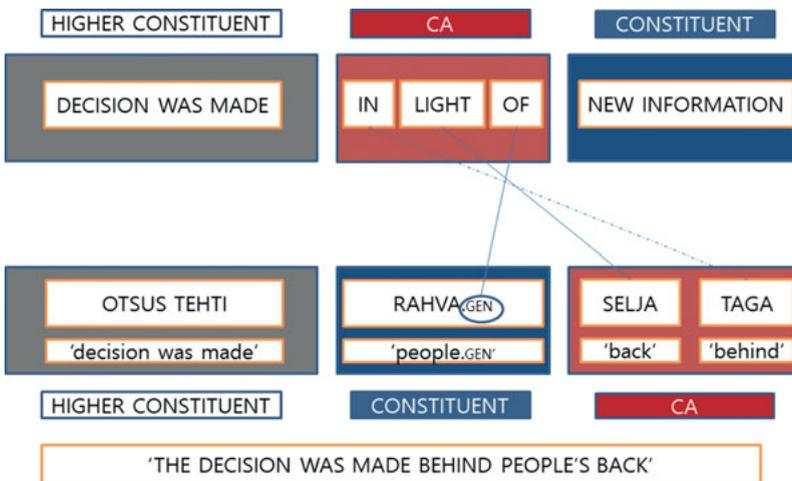 HIGHER CONSTITUENT CA CONSTITUENT
DECISION WAS MADE IN LIGHT OF NEW INFORMATION
OTSUS TEHTI RAHVA.GEN SELJA TAGA
'decision was made' 'people.GEN' 'back' 'behind'
HIGHER CONSTITUENT CONSTITUENT CA
'THE DECISION WAS MADE BEHIND PEOPLE'S BACK'